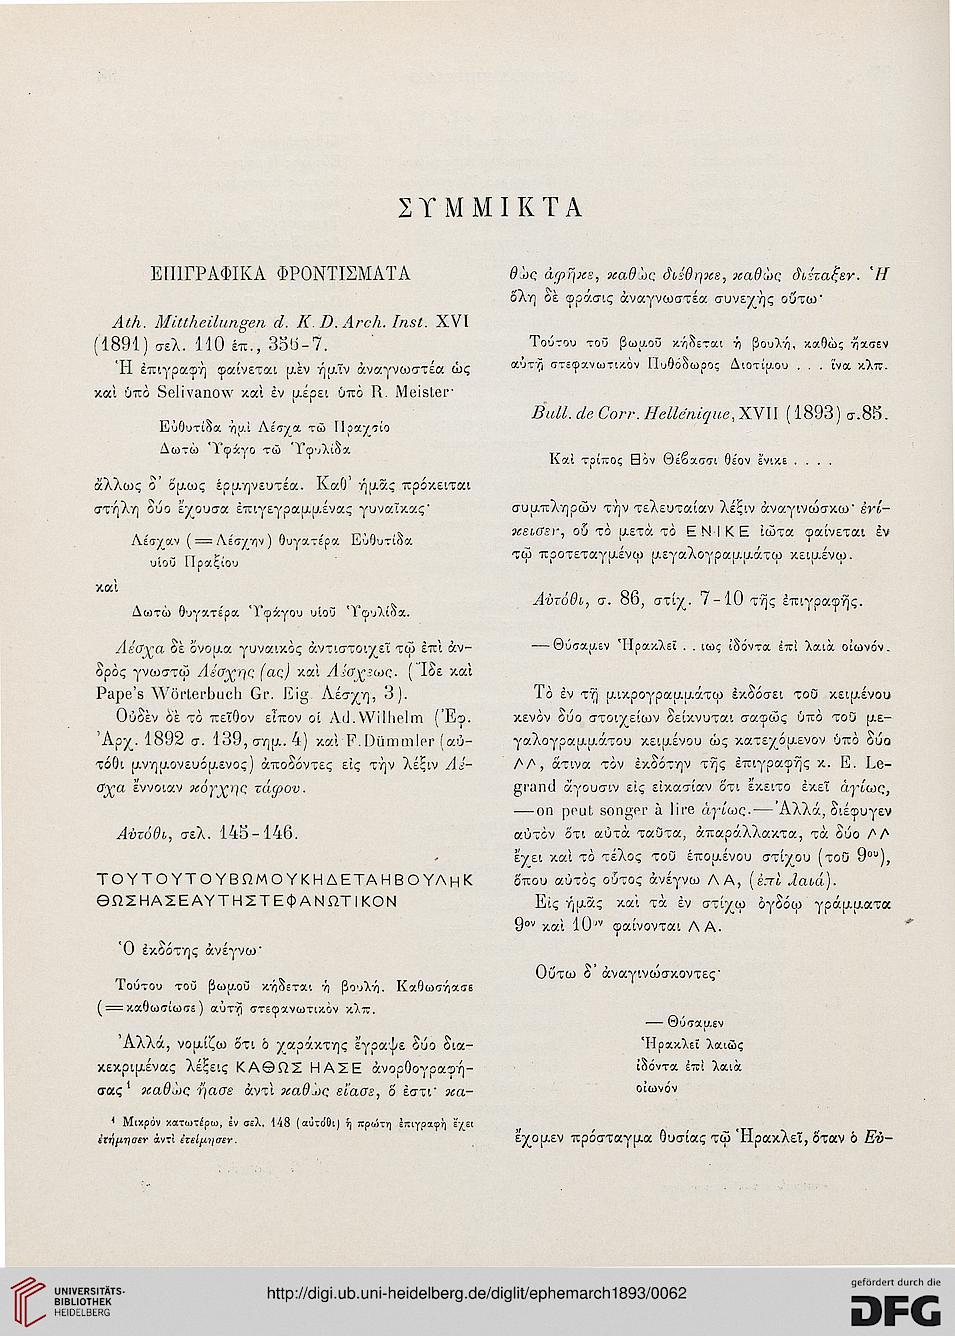 ΣΥΜΜΙΚΤΑ
ΕΠΙΓΡΑΦΙΚΑ ΦΡΟΝΤΙΣΜΑΤΑ
Ath. Mittheilungen d. K. D. Arch. Inst. XVI
(1891) σελ. 110 ἑπ., 356-7.
Ἡ ἐπιγραφὴ φαίνεται μὲν ἡμῖν ἀναγνωστέα ὡς
καὶ ὑπὸ Selivanow καὶ ἐν μέρει ὑπὸ R. Meister·
Εὐθυτίδα ἠμὶ Λέσχα τῶ Πραχσίο
Δωτὼ Ὑφάγο τῶ Ὑφυλίδα
ἄλλως δ' ὅμως ἑρμηνευτέα. Καθ' ἡμᾶς πρόκειται
στήλη δύο ἔχουσα ἐπιγεγραμμένας γυναῖκας·
Λέσχαν (=Λέσχην) θυγατέρα Εὐθυτίδα
υἱοῦ Πραξίου
καὶ
Δωτὼ θυγατέρα Ὑφάγου υἱοῦ Ὑφυλίδα.
Λέσχα δὲ ὄνομα γυναικὸς ἀντιστοιχεῖ τῷ ἐπὶ ἀν-
δρὸς γνωστῷ Λέσχης (ας) καὶ Λέσχεως. (Ἴδε καὶ
Pape's Wörterbuch Gr. Eig. Λέσχη, 3).
Οὐδὲν δὲ τὸ πεῖθον εἶπον οἱ Ad. Wilhelm (Ἐφ.
Ἀρχ. 1892 σ. 139, σημ. 4) καὶ F. Dümmler (αὐ-
τόθι μνημονευόμενος) ἀποδόντες εἰς τὴν λέξιν Λέ-
σχα ἔννοιαν κόγχης τάφου.
Αὐτόθι, σελ. 145-146.
ΤΟΥΤΟΥΤΟΥΒΩΜΟΥΚΗΔΕΤΑΗΒΟΥΛΗΚ
ΘΩΣΗΑΣΕΑΥΤΗΣΤΕΦΑΝΩΤΙΚΟΝ
Ὁ ἐκδότης ἀνέγνω·
Τούτου τοῦ βωμοῦ κήδεται ἡ βουλή. Καθωσήασε
(=καθωσίωσε) αὐτῇ στεφανωτικὸν κλπ.
Ἀλλά, νομίζω ὅτι ὁ χαράκτης ἔγραψε δύο δια-
κεκριμένας λέξεις ΚΑΘΩΣ ΗΑΣΕ ἀνορθογραφή-
σας¹ καθὼς ἤασε ἀντὶ καθὼς εἴασε, ὅ ἐστι· κα-
¹ Μικρὸν κατωτέρω, ἐν σελ. 148 (αὐτόθι) ἡ πρώτη ἐπιγραφὴ ἔχει
ἐτήμησεν ἀντὶ ἐτείμησεν.
θὼς ἀφῆκε, καθὼς διέθηκε, καθὼς διέταξεν. Ἡ
ὅλη δὲ φράσις ἀναγνωστέα συνεχὴς οὕτω·
Τούτου τοῦ βωμοῦ κήδεται ἡ βουλή, καθὼς ἤασεν
αὐτῇ στεφανωτικὸν Πυθόδωρος Διοτίμου . . . ἵνα κλπ.
Bull. de Corr. Hellénique, XVII (1893) σ. 85.
Καὶ τρίπος ⊟ὸν Θέϐασσι θέον ἔνικε . . . .
συμπληρῶν τὴν τελευταίαν λέξιν ἀναγινώσκω· ἐνί-
κεισεν, οὗ τὸ μετὰ τὸ ΕΝΙΚΕ ἰῶτα φαίνεται ἐν
τῷ προτεταγμένῳ μεγαλογραμμάτῳ κειμένῳ.
Αὐτόθι, σ. 86, στίχ. 7-10 τῆς ἐπιγραφῆς.
— Θύσαμεν Ἡρακλεῖ . . ιως ἰδόντα ἐπὶ λαιὰ οἰωνόν.
Τὸ ἐν τῇ μικρογραμμάτῳ ἐκδόσει τοῦ κειμένου
κενὸν δύο στοιχείων δείκνυται σαφῶς ὑπὸ τοῦ με-
γαλογραμμάτου κειμένου ὡς κατεχόμενον ὑπὸ δύο
ΛΛ, ἅτινα τὸν ἐκδότην τῆς ἐπιγραφῆς κ. E. Le-
grand ἄγουσιν εἰς εἰκασίαν ὅτι ἔκειτο ἐκεῖ ἁγίως,
— on peut songer à lire ἁγίως. — Ἀλλά, διέφυγεν
αὐτὸν ὅτι αὐτὰ ταῦτα, ἀπαράλλακτα, τὰ δύο ΛΛ
ἔχει καὶ τὸ τέλος τοῦ ἑπομένου στίχου (τοῦ 9ου),
ὅπου αὐτὸς οὗτος ἀνέγνω ΛΑ, (ἐπὶ λαιά).
Εἰς ἡμᾶς καὶ τὰ ἐν στίχῳ ὀγδόῳ γράμματα
9ον καὶ 10ον φαίνονται ΛΑ.
Οὕτω δ' ἀναγινώσκοντες·
— Θύσαμεν
Ἡρακλεῖ λαιῶς
ἰδόντα ἐπὶ λαιὰ
οἰωνόν
ἔχομεν πρόσταγμα θυσίας τῷ Ἡρακλεῖ, ὅταν ὁ Εὐ-
UNIVERSITÄTS-
BIBLIOTHEK
HEIDELBERG
http://digi.ub.uni-heidelberg.de/diglit/ephemarch1893/0062
gefördert durch die
DFG